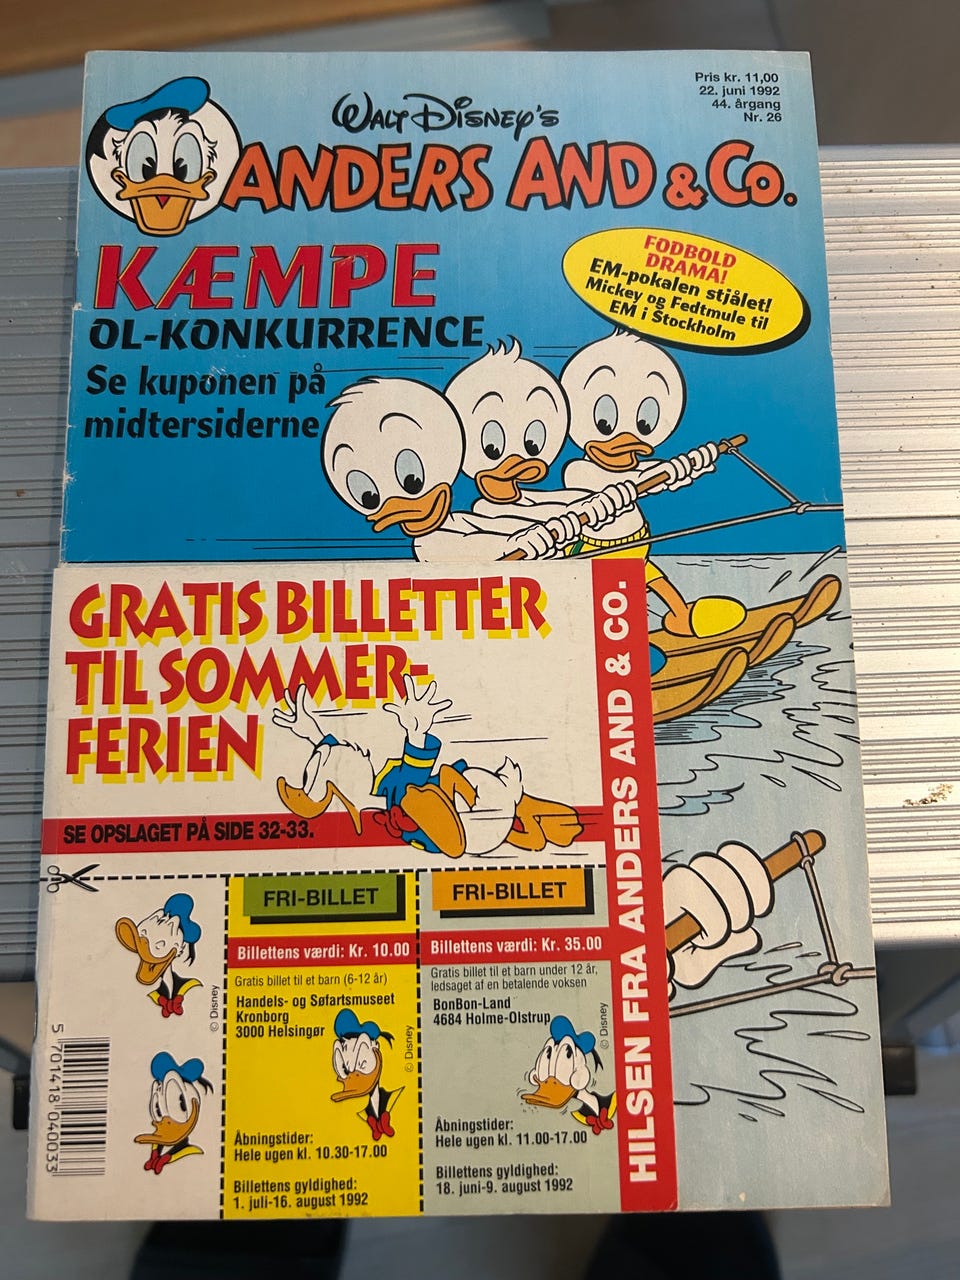 Pris kr. 11,00
22. juni 1992
44. årgang
Nr. 26
WALT DISNEY'S
ANDERS AND & Co.
KÆMPE
OL-KONKURRENCE
Se kuponen på
midtersiderne
FODBOLD
DRAMA!
EM-pokalen stjålet!
Mickey og Fedtmule til
EM i Stockholm
GRATIS BILLETTER
TIL SOMMER-
FERIEN
SE OPSLAGET PÅ SIDE 32-33.
HILSEN FRA ANDERS AND & CO.
© Disney
5 701418 040033
FRI-BILLET
Billettens værdi: Kr. 10.00
Gratis billet til et barn (6-12 år)
Handels- og Søfartsmuseet
Kronborg
3000 Helsingør
© Disney
Åbningstider:
Hele ugen kl. 10.30-17.00
Billettens gyldighed:
1. juli-16. august 1992
FRI-BILLET
Billettens værdi: Kr. 35.00
Gratis billet til et barn under 12 år,
ledsaget af en betalende voksen
BonBon-Land
4684 Holme-Olstrup
© Disney
Åbningstider:
Hele ugen kl. 11.00-17.00
Billettens gyldighed:
18. juni-9. august 1992